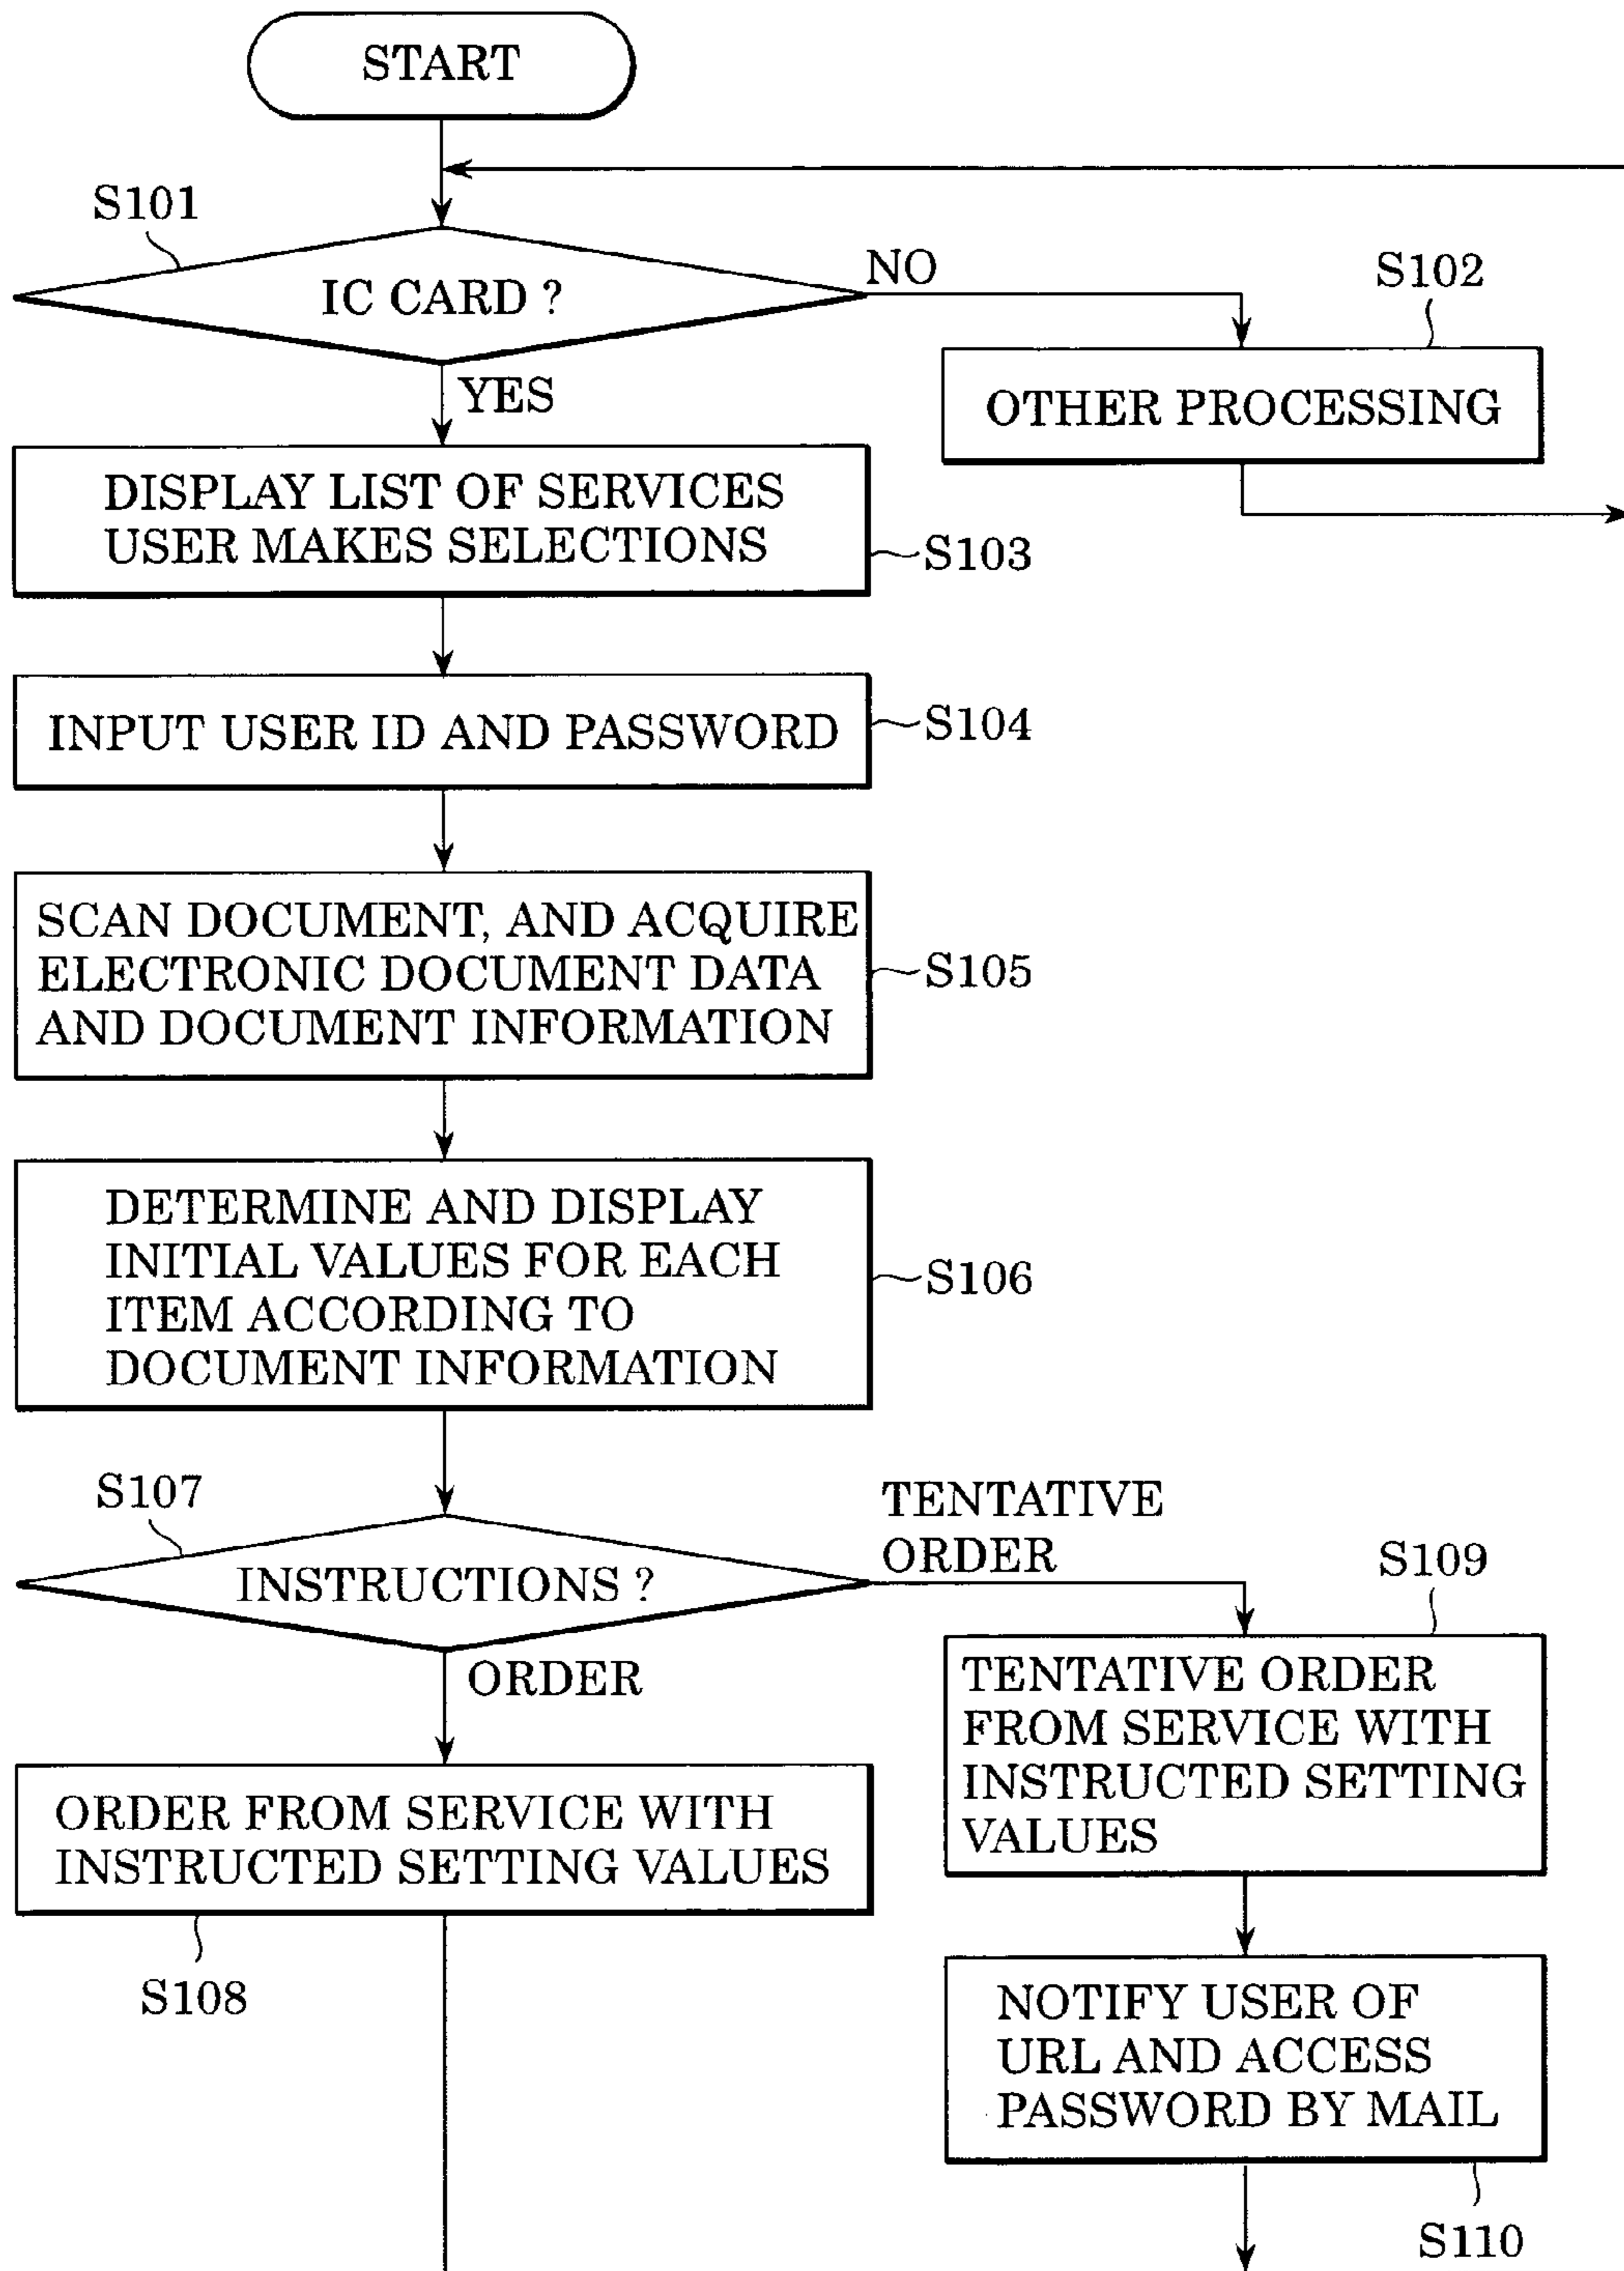 START
S101
IC CARD ?
NO
S102
OTHER PROCESSING
YES
DISPLAY LIST OF SERVICES
USER MAKES SELECTIONS
S103
INPUT USER ID AND PASSWORD
S104
SCAN DOCUMENT, AND ACQUIRE
ELECTRONIC DOCUMENT DATA
AND DOCUMENT INFORMATION
S105
DETERMINE AND DISPLAY
INITIAL VALUES FOR EACH
ITEM ACCORDING TO
DOCUMENT INFORMATION
S106
S107
INSTRUCTIONS ?
TENTATIVE
ORDER
S109
TENTATIVE ORDER
FROM SERVICE WITH
INSTRUCTED SETTING
VALUES
ORDER
ORDER FROM SERVICE WITH
INSTRUCTED SETTING VALUES
S108
NOTIFY USER OF
URL AND ACCESS
PASSWORD BY MAIL
S110